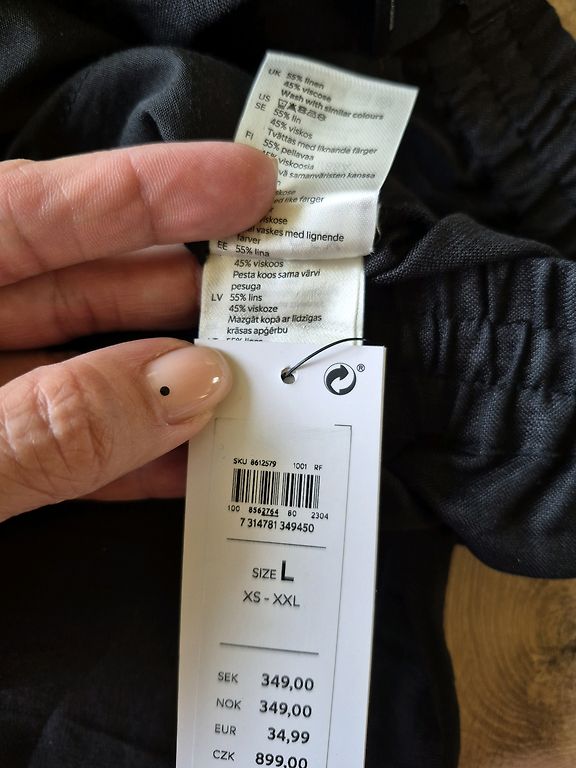 UK 55% linen
45% viscose
Wash with similar colours
US
SE 55% lin
45% viskos
Tvättas med liknande färger
FI 55% pellavaa
viskoosia
samanväristen kanssa
like farger
viskose
vaskes med lignende
farver
EE 55% lina
45% viskoos
Pesta koos sama värvi
pesuga
LV 55% lins
45% viskoze
Mazgāt kopā ar līdzīgas
krāsas apģērbu
®
SKU 8612579 1001 RF
100 8562764 80 2304
7 314781 349450
SIZE L
XS - XXL
SEK 349,00
NOK 349,00
EUR 34,99
CZK 899,00